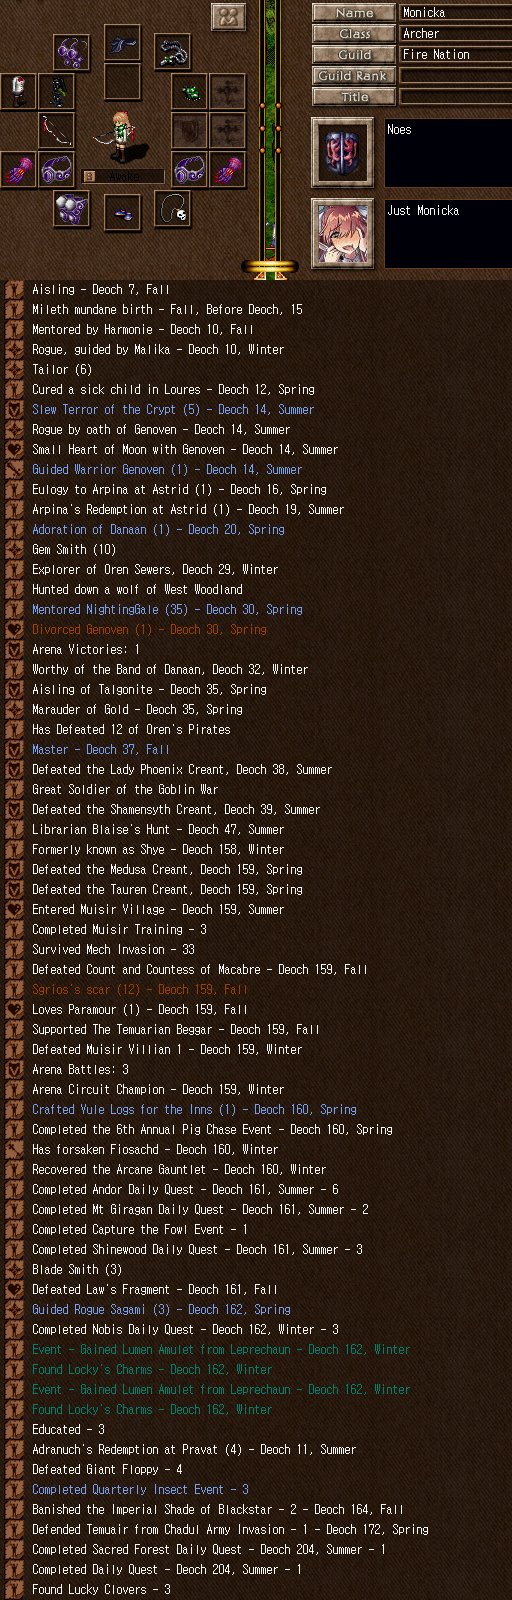 Name Monicka
Class Archer
Guild Fire Nation
Guild Rank
Title
Noes
Awake
Just Monicka
Aisling - Deoch 7, Fall
Mileth mundane birth - Fall, Before Deoch, 15
Mentored by Harmonie - Deoch 10, Fall
Rogue, guided by Malika - Deoch 10, Winter
Tailor (6)
Cured a sick child in Loures - Deoch 12, Spring
Slew Terror of the Crypt (5) - Deoch 14, Summer
Rogue by oath of Genoven - Deoch 14, Summer
Small Heart of Moon with Genoven - Deoch 14, Summer
Guided Warrior Genoven (1) - Deoch 14, Summer
Eulogy to Arpina at Astrid (1) - Deoch 16, Spring
Arpina's Redemption at Astrid (1) - Deoch 19, Summer
Adoration of Danaan (1) - Deoch 20, Spring
Gem Smith (10)
Explorer of Oren Sewers, Deoch 29, Winter
Hunted down a wolf of West Woodland
Mentored NightingGale (35) - Deoch 30, Spring
Divorced Genoven (1) - Deoch 30, Spring
Arena Victories: 1
Worthy of the Band of Danaan, Deoch 32, Winter
Aisling of Talgonite - Deoch 35, Spring
Marauder of Gold - Deoch 35, Spring
Has Defeated 12 of Oren's Pirates
Master - Deoch 37, Fall
Defeated the Lady Phoenix Creant, Deoch 38, Summer
Great Soldier of the Goblin War
Defeated the Shamensyth Creant, Deoch 39, Summer
Librarian Blaise's Hunt - Deoch 47, Summer
Formerly known as Shye - Deoch 158, Winter
Defeated the Medusa Creant, Deoch 159, Spring
Defeated the Tauren Creant, Deoch 159, Spring
Entered Muisir Village - Deoch 159, Summer
Completed Muisir Training - 3
Survived Mech Invasion - 33
Defeated Count and Countess of Macabre - Deoch 159, Fall
Sgrios's scar (12) - Deoch 159, Fall
Loves Paramour (1) - Deoch 159, Fall
Supported The Temuarian Beggar - Deoch 159, Fall
Defeated Muisir Villian 1 - Deoch 159, Winter
Arena Battles: 3
Arena Circuit Champion - Deoch 159, Winter
Crafted Yule Logs for the Inns (1) - Deoch 160, Spring
Completed the 6th Annual Pig Chase Event - Deoch 160, Spring
Has forsaken Fiosachd - Deoch 160, Winter
Recovered the Arcane Gauntlet - Deoch 160, Winter
Completed Andor Daily Quest - Deoch 161, Summer - 6
Completed Mt Giragan Daily Quest - Deoch 161, Summer - 2
Completed Capture the Fowl Event - 1
Completed Shinewood Daily Quest - Deoch 161, Summer - 3
Blade Smith (3)
Defeated Law's Fragment - Deoch 161, Fall
Guided Rogue Sagami (3) - Deoch 162, Spring
Completed Nobis Daily Quest - Deoch 162, Winter - 3
Event - Gained Lumen Amulet from Leprechaun - Deoch 162, Winter
Found Locky's Charms - Deoch 162, Winter
Event - Gained Lumen Amulet from Leprechaun - Deoch 162, Winter
Found Locky's Charms - Deoch 162, Winter
Educated - 3
Adranuch's Redemption at Pravat (4) - Deoch 11, Summer
Defeated Giant Floppy - 4
Completed Quarterly Insect Event - 3
Banished the Imperial Shade of Blackstar - 2 - Deoch 164, Fall
Defended Temuair from Chadul Army Invasion - 1 - Deoch 172, Spring
Completed Sacred Forest Daily Quest - Deoch 204, Summer - 1
Completed Daily Quest - Deoch 204, Summer - 1
Found Lucky Clovers - 3